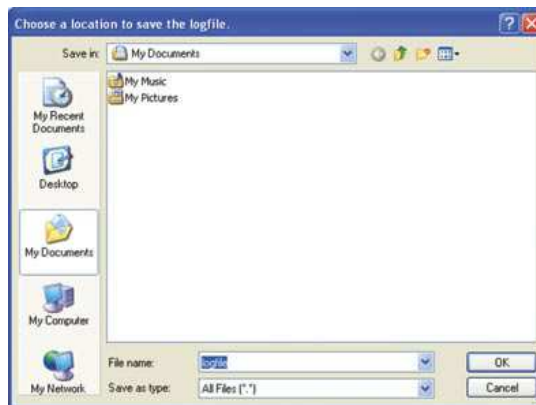 Choose a location to save the logfile.
Save in: My Documents
My Recent
Documents
Desktop
My Documents
My Computer
My Network
My Music
My Pictures
File name: logfile
Save as type: All Files (*.*)
OK
Cancel